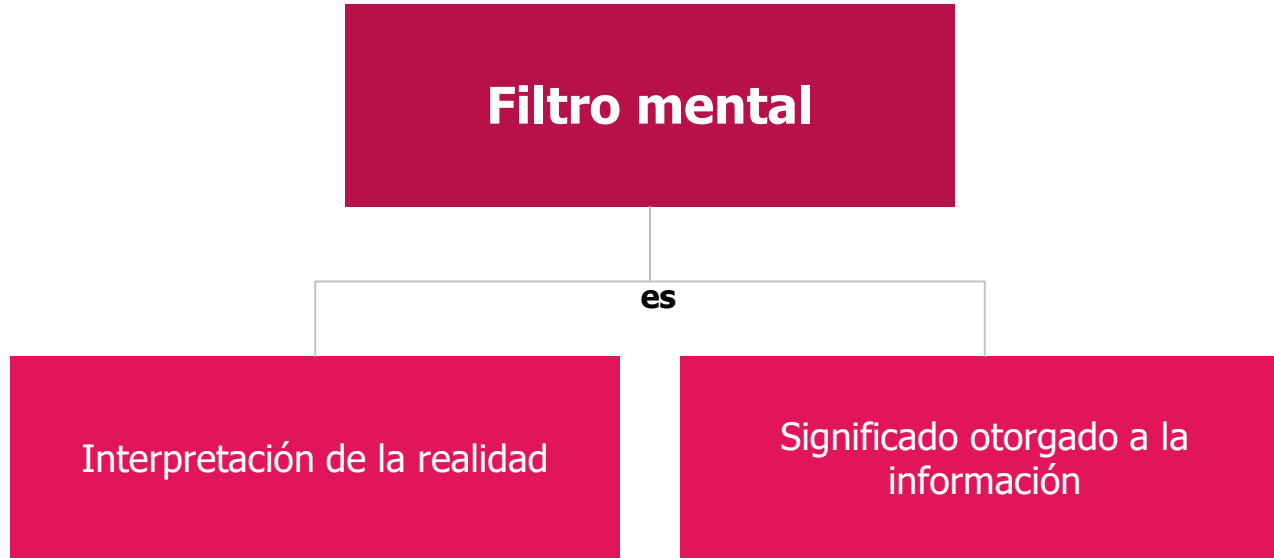 Filtro mental
es
Interpretación de la realidad
Significado otorgado a la
información